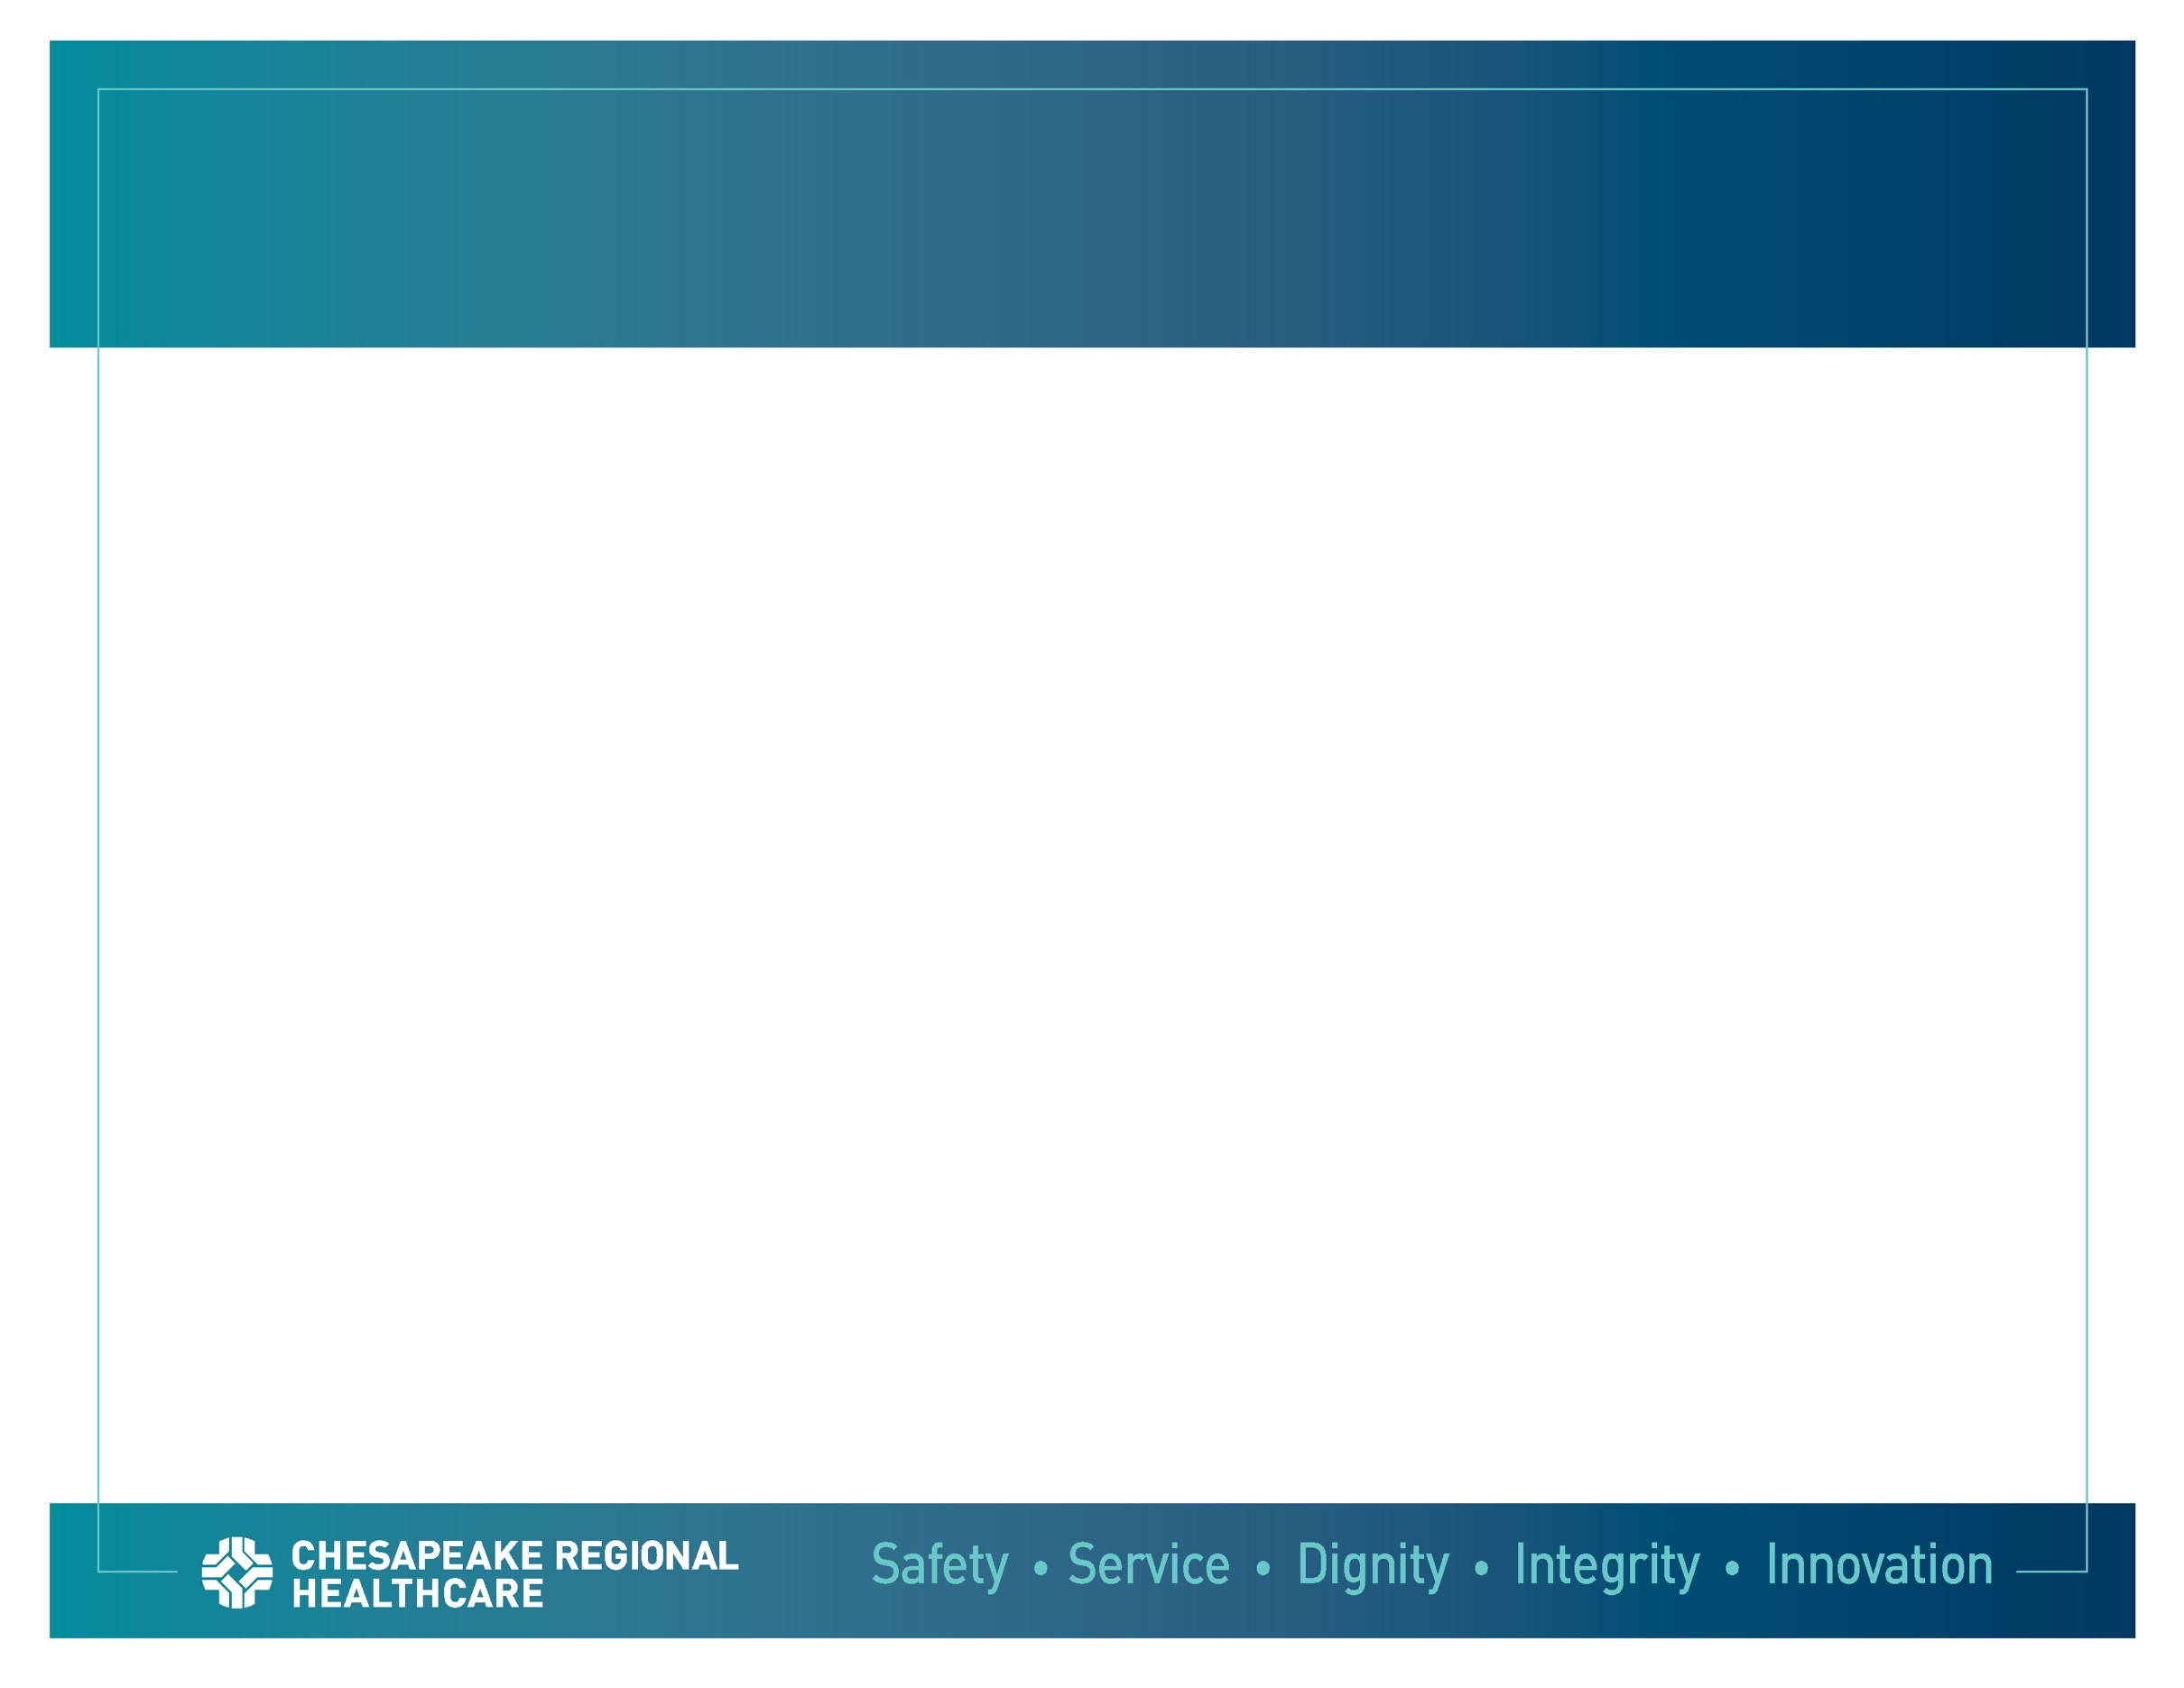 CHESAPEAKE REGIONAL
HEALTHCARE
Safety • Service • Dignity • Integrity • Innovation